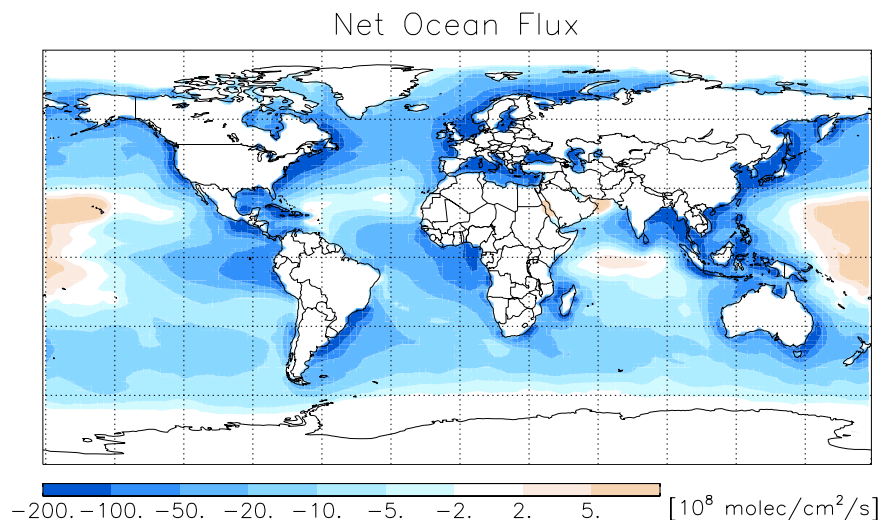 Net Ocean Flux
−200. −100. −50. −20. −10. −5. −2. 2. 5. [10⁸ molec/cm²/s]